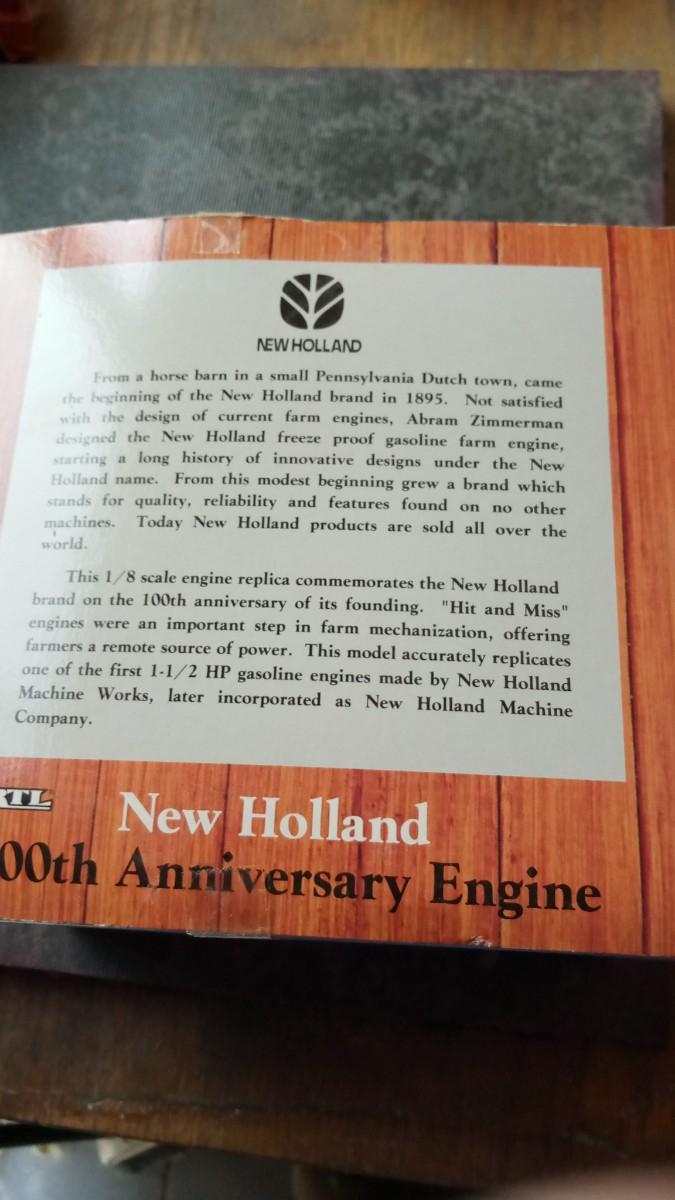 NEW HOLLAND
From a horse barn in a small Pennsylvania Dutch town, came
the beginning of the New Holland brand in 1895. Not satisfied
with the design of current farm engines, Abram Zimmerman
designed the New Holland freeze proof gasoline farm engine,
starting a long history of innovative designs under the New
Holland name. From this modest beginning grew a brand which
stands for quality, reliability and features found on no other
machines. Today New Holland products are sold all over the
world.
This 1/8 scale engine replica commemorates the New Holland
brand on the 100th anniversary of its founding. "Hit and Miss"
engines were an important step in farm mechanization, offering
farmers a remote source of power. This model accurately replicates
one of the first 1-1/2 HP gasoline engines made by New Holland
Machine Works, later incorporated as New Holland Machine
Company.
RTL
New Holland
00th Anniversary Engine